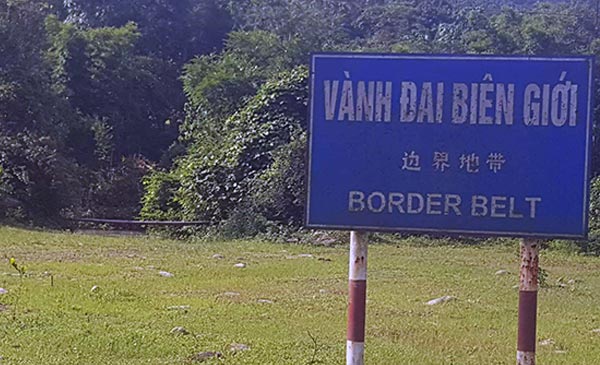 VÀNH ĐAI BIÊN GIỚI
边界地带
BORDER BELT